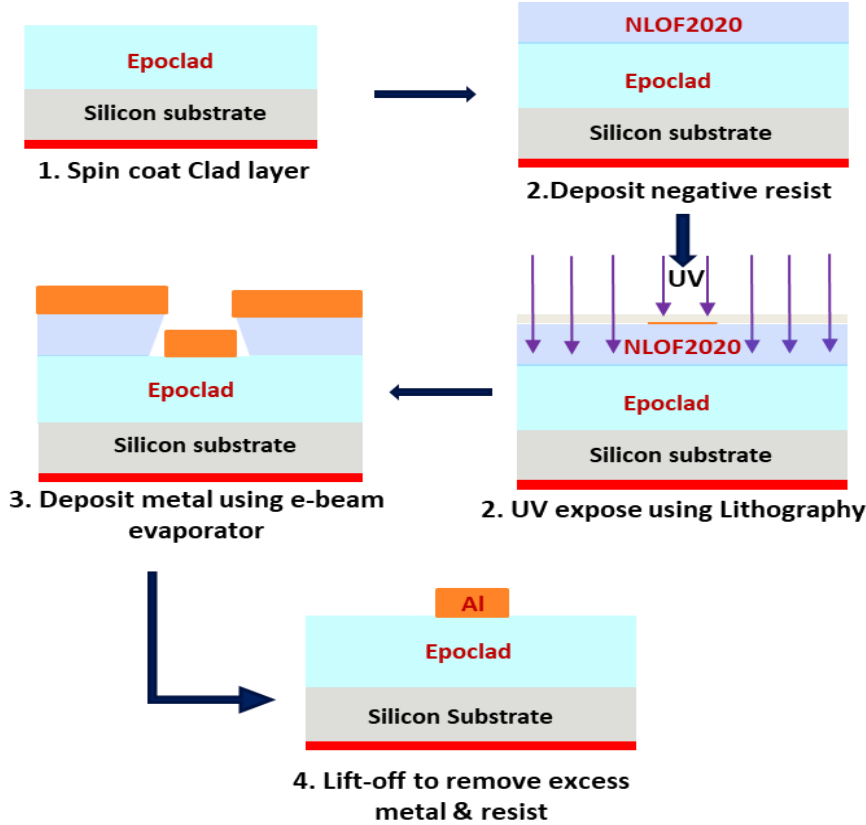 Epoclad
Silicon substrate
1. Spin coat Clad layer
NLOF2020
Epoclad
Silicon substrate
2.Deposit negative resist
UV
NLOF2020
Epoclad
Silicon substrate
2. UV expose using Lithography
Epoclad
Silicon substrate
3. Deposit metal using e-beam
evaporator
Al
Epoclad
Silicon Substrate
4. Lift-off to remove excess
metal & resist